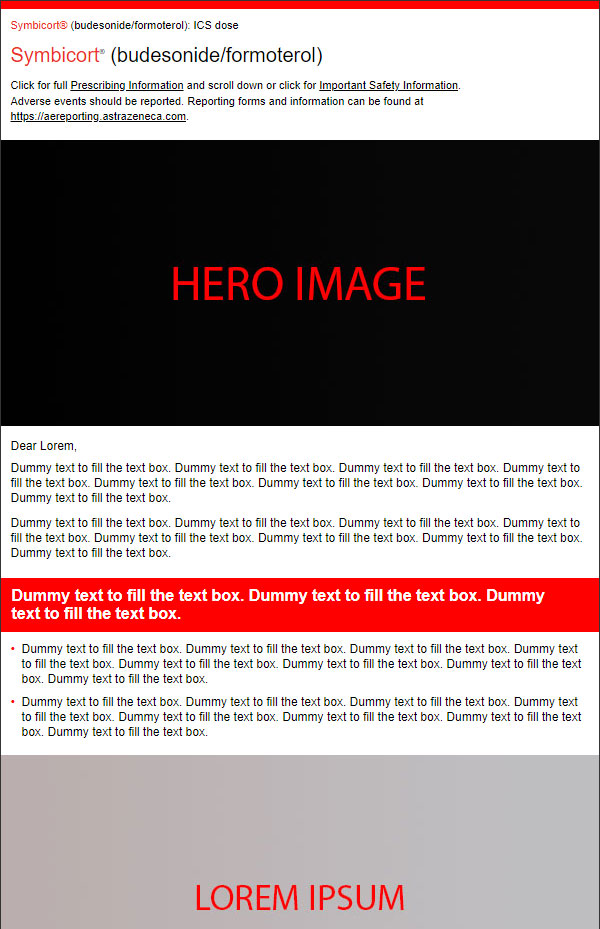 Symbicort® (budesonide/formoterol): ICS dose
Symbicort® (budesonide/formoterol)
Click for full Prescribing Information and scroll down or click for Important Safety Information.
Adverse events should be reported. Reporting forms and information can be found at
https://aereporting.astrazeneca.com.
HERO IMAGE
Dear Lorem,
Dummy text to fill the text box. Dummy text to fill the text box. Dummy text to fill the text box. Dummy text to
fill the text box. Dummy text to fill the text box. Dummy text to fill the text box. Dummy text to fill the text box.
Dummy text to fill the text box.
Dummy text to fill the text box. Dummy text to fill the text box. Dummy text to fill the text box. Dummy text to
fill the text box. Dummy text to fill the text box. Dummy text to fill the text box. Dummy text to fill the text box.
Dummy text to fill the text box.
Dummy text to fill the text box. Dummy text to fill the text box. Dummy
text to fill the text box.
• Dummy text to fill the text box. Dummy text to fill the text box. Dummy text to fill the text box. Dummy text
to fill the text box. Dummy text to fill the text box. Dummy text to fill the text box. Dummy text to fill the text
box. Dummy text to fill the text box.
• Dummy text to fill the text box. Dummy text to fill the text box. Dummy text to fill the text box. Dummy text
to fill the text box. Dummy text to fill the text box. Dummy text to fill the text box. Dummy text to fill the text
box. Dummy text to fill the text box.
LOREM IPSUM